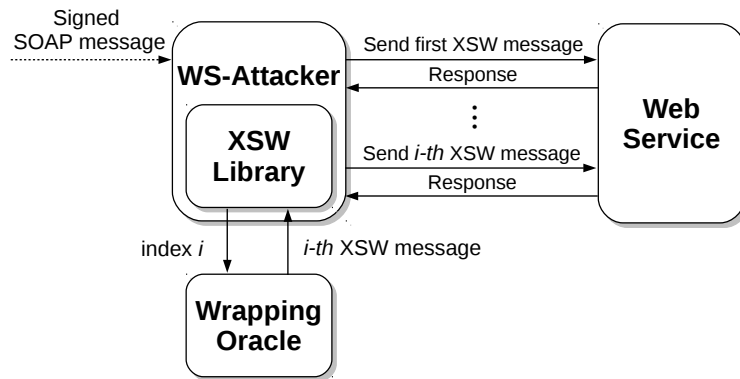 Signed
SOAP message
WS-Attacker
XSW
Library
Send first XSW message
Response
Send i-th XSW message
Response
Web
Service
index i
i-th XSW message
Wrapping
Oracle